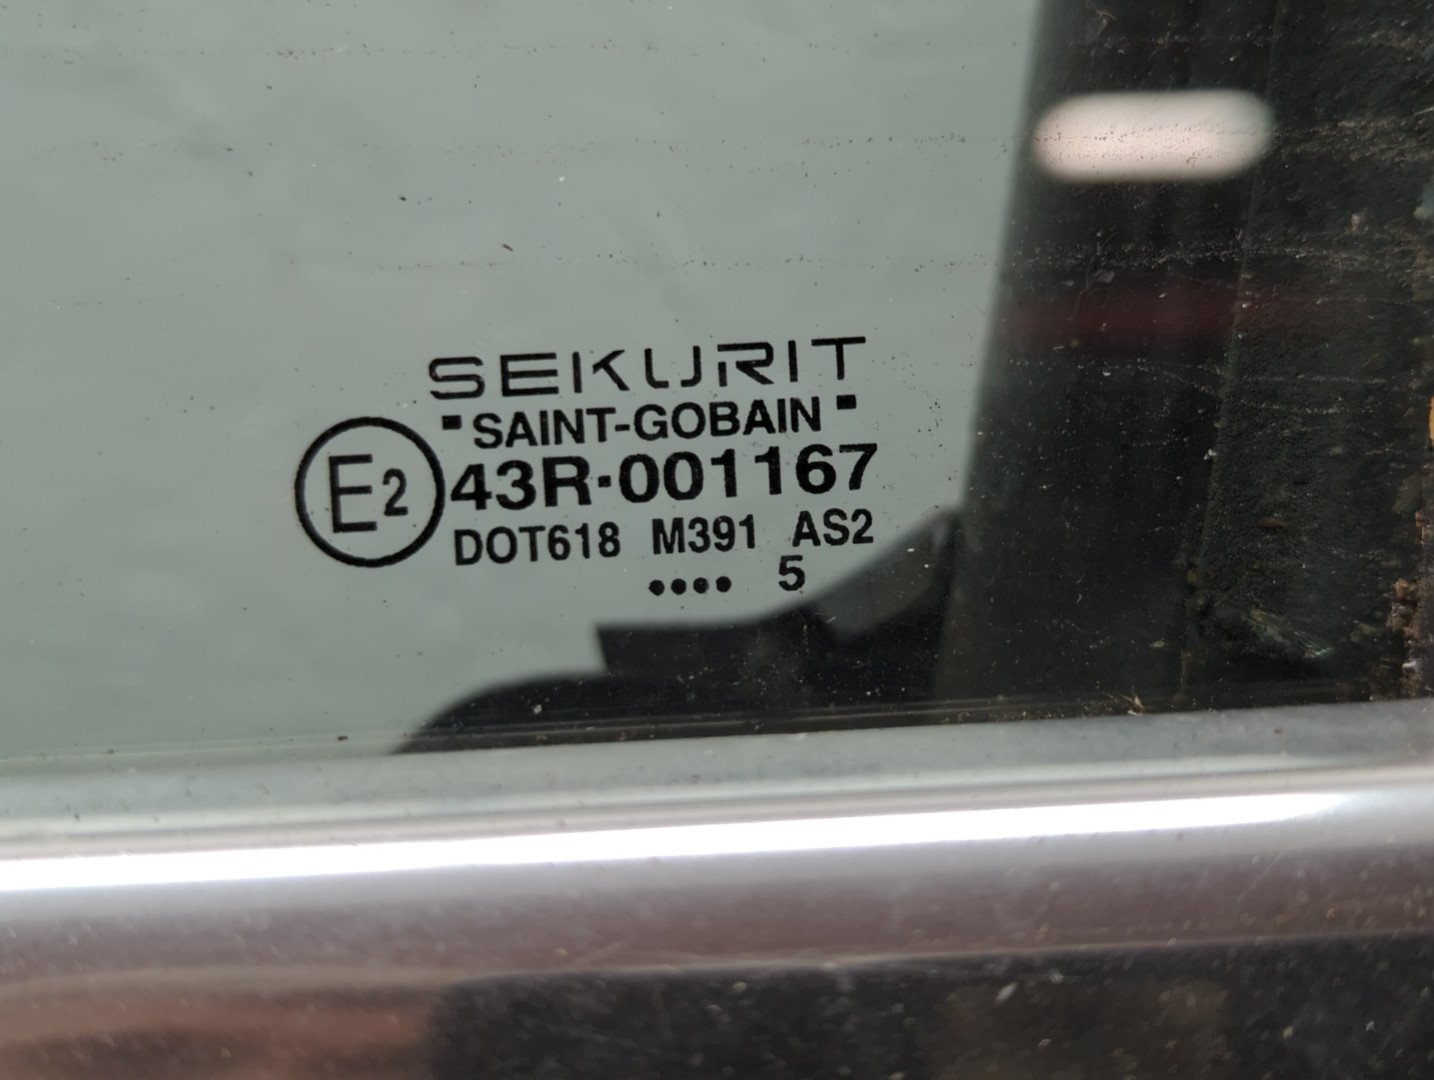 SEKURIT
"SAINT-GOBAIN"
E2 43R·001167
DOT618 M391 AS2
•••• 5